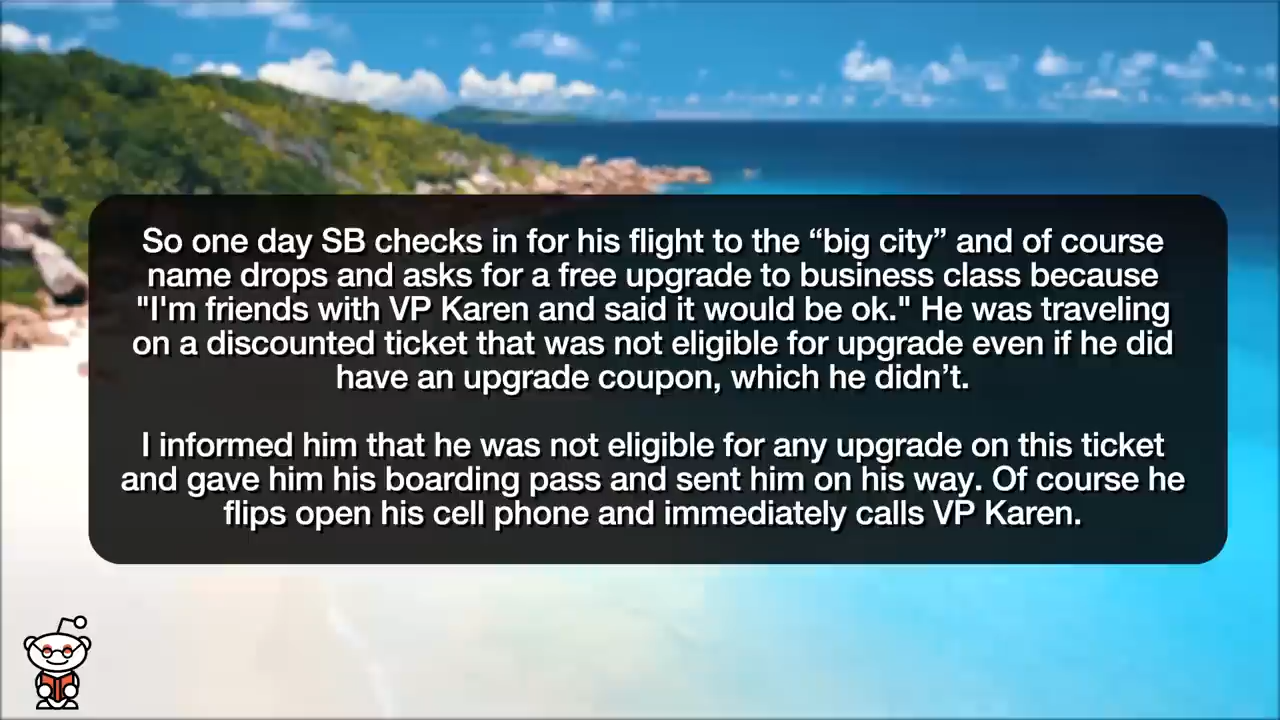 So one day SB checks in for his flight to the “big city” and of course
name drops and asks for a free upgrade to business class because
"I'm friends with VP Karen and said it would be ok." He was traveling
on a discounted ticket that was not eligible for upgrade even if he did
have an upgrade coupon, which he didn’t.
I informed him that he was not eligible for any upgrade on this ticket
and gave him his boarding pass and sent him on his way. Of course he
flips open his cell phone and immediately calls VP Karen.